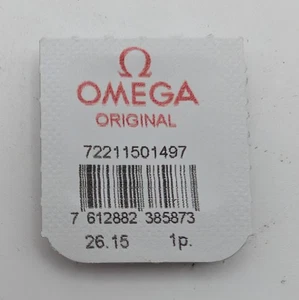 OMEGA
ORIGINAL
72211501497
7 612882 385873
26.15 1p.